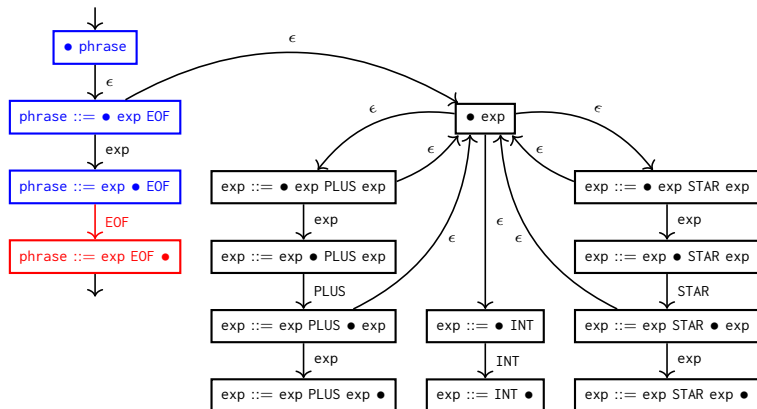 ● phrase
ϵ
ϵ
phrase ::= ● exp EOF
ϵ
● exp
ϵ
exp
ϵ
ϵ
phrase ::= exp ● EOF
exp ::= ● exp PLUS exp
exp ::= ● exp STAR exp
EOF
exp
ϵ
ϵ
ϵ
exp
phrase ::= exp EOF ●
exp ::= exp ● PLUS exp
exp ::= exp ● STAR exp
PLUS
STAR
exp ::= exp PLUS ● exp
exp ::= ● INT
exp ::= exp STAR ● exp
exp
INT
exp
exp ::= exp PLUS exp ●
exp ::= INT ●
exp ::= exp STAR exp ●